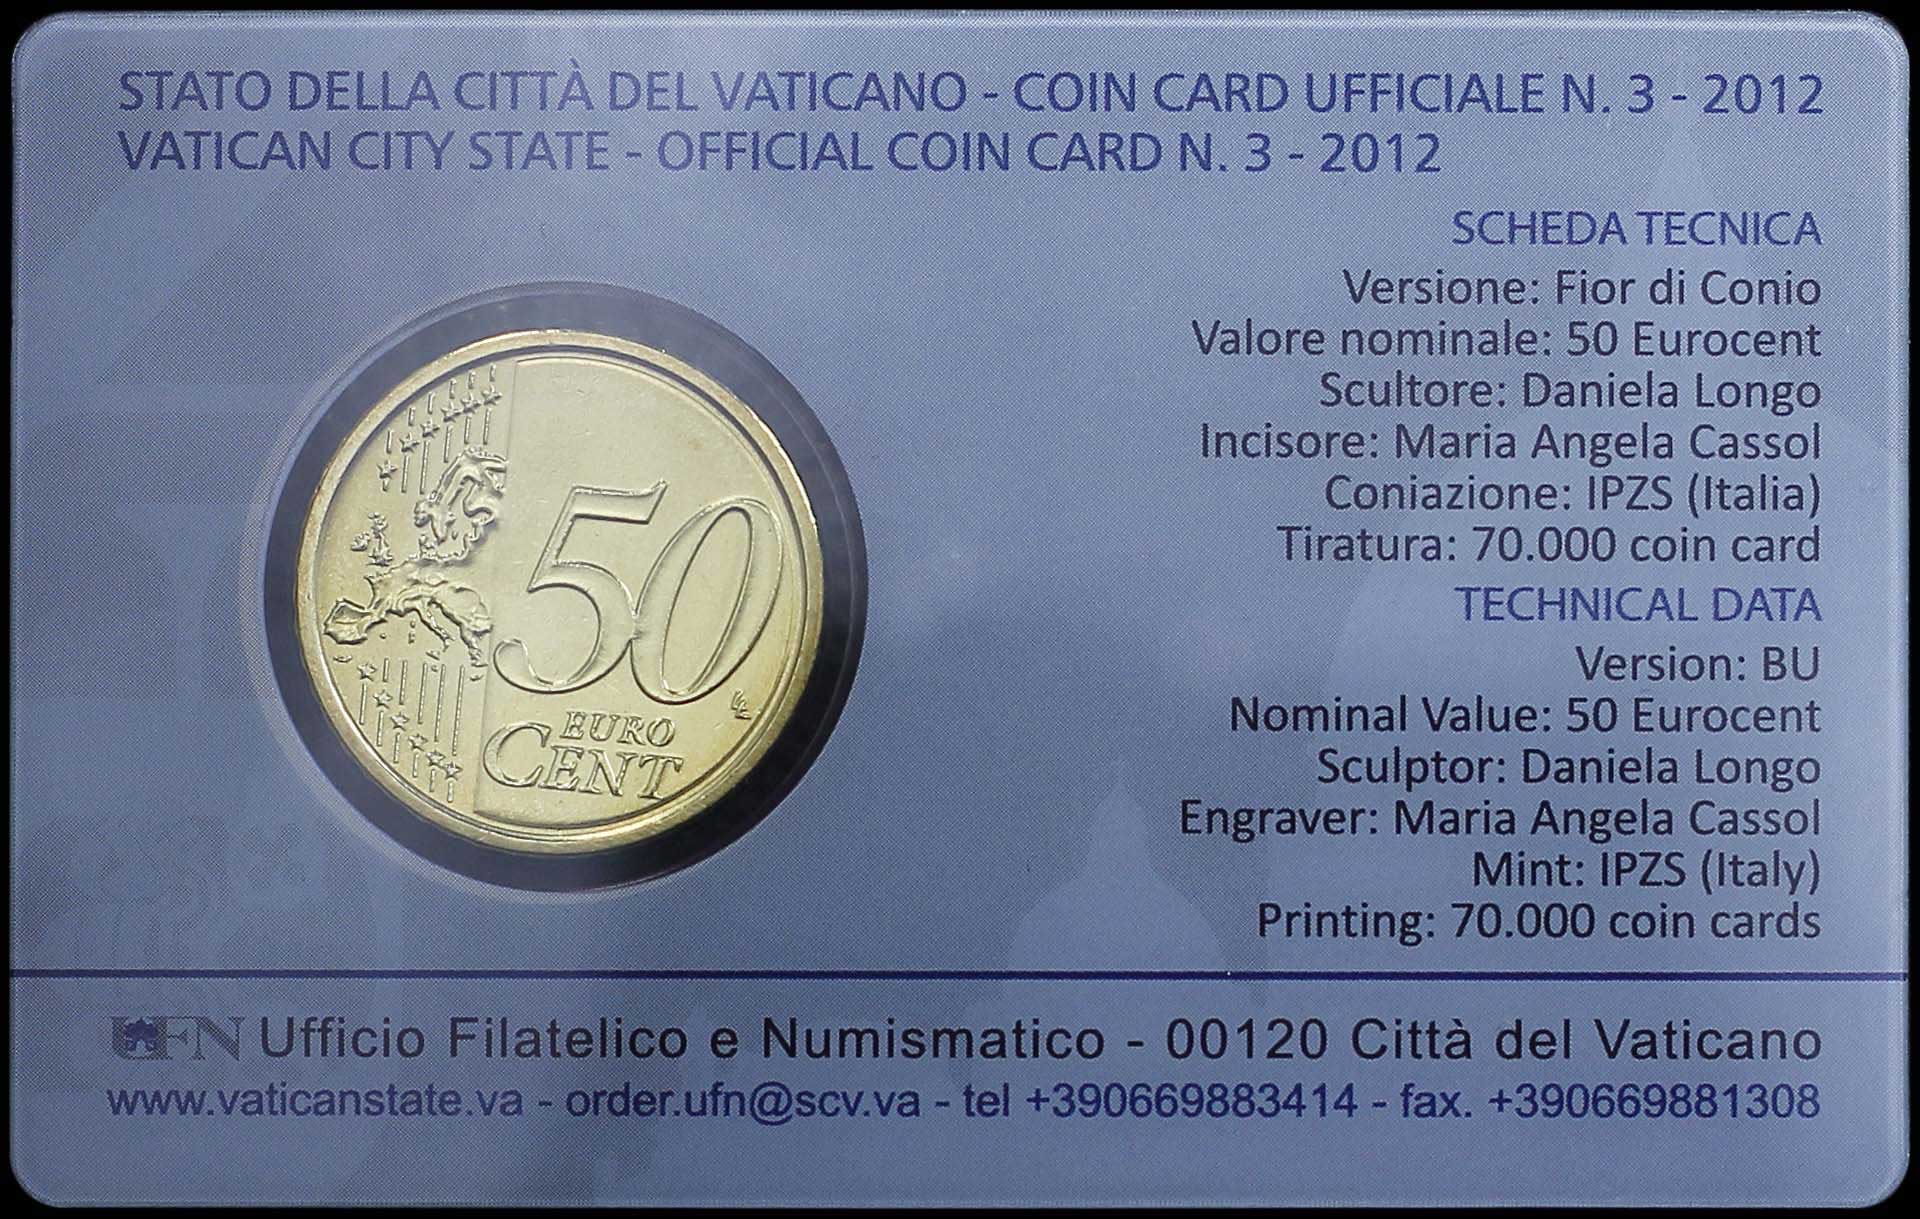 STATO DELLA CITTÀ DEL VATICANO - COIN CARD UFFICIALE N. 3 - 2012
VATICAN CITY STATE - OFFICIAL COIN CARD N. 3 - 2012
SCHEDA TECNICA
Versione: Fior di Conio
Valore nominale: 50 Eurocent
Scultore: Daniela Longo
Incisore: Maria Angela Cassol
Coniazione: IPZS (Italia)
Tiratura: 70.000 coin card
TECHNICAL DATA
Version: BU
Nominal Value: 50 Eurocent
Sculptor: Daniela Longo
Engraver: Maria Angela Cassol
Mint: IPZS (Italy)
Printing: 70.000 coin cards
50
LL
EURO
CENT
UFN Ufficio Filatelico e Numismatico - 00120 Città del Vaticano
www.vaticanstate.va - order.ufn@scv.va - tel +390669883414 - fax. +390669881308